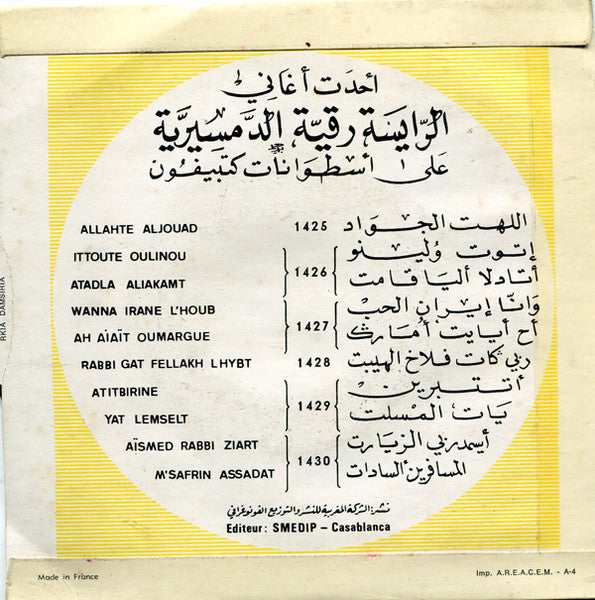 أحدت أغاني
الرايسة رقية الدمسيرية
على أسطوانات كتبيفون
ALLAHTE ALJOUAD 1425 اللهت الجواد
ITTOUTE OULINOU إتوت ولينو
1426
ATADLA ALIAKAMT أتادلا أليا قامت
WANNA IRANE L'HOUB وانا إيران الحب
1427
AH AÏAÏT OUMARGUE أح أيايت أمارك
RABBI GAT FELLAKH LHYBT 1428 ربي كات فلاخ الهيبت
ATITBIRINE أتتبرين
1429
YAT LEMSELT يات المسلت
AÏSMED RABBI ZIART أيسمد ربي الزيارت
1430
M'SAFRIN ASSADAT المسافرين السادات
نشر: الشركة المغربية للنشر والتوزيع الفونوغرافي
Editeur: SMEDIP – Casablanca
RKIA DAMSIRIA
Made in France
Imp. A.R.E.A.C.E.M. - A-4